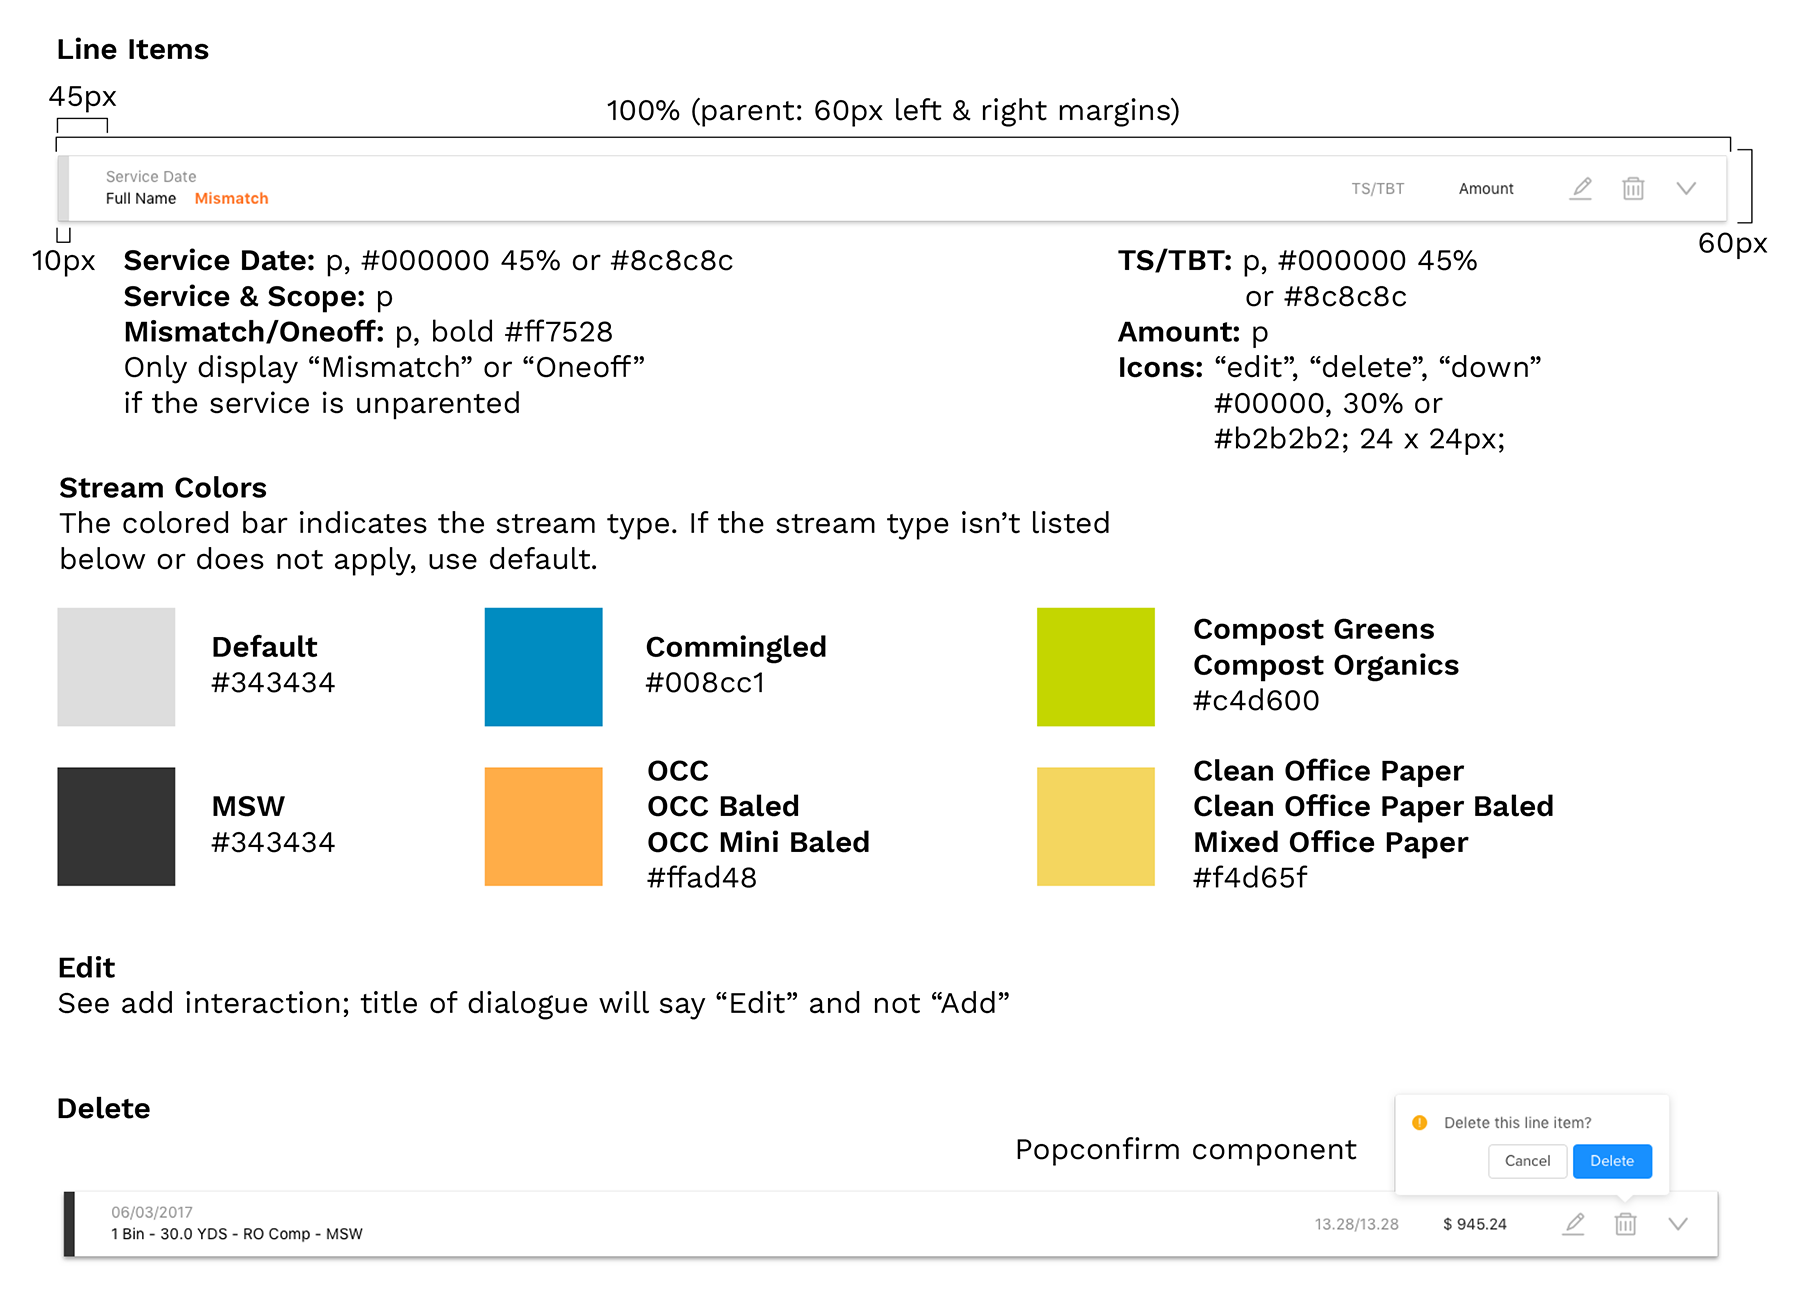 Line Items
45px
100% (parent: 60px left & right margins)
Service Date
Full Name Mismatch
TS/TBT Amount
10px
60px
Service Date: p, #000000 45% or #8c8c8c
Service & Scope: p
Mismatch/Oneoff: p, bold #ff7528
Only display “Mismatch” or “Oneoff”
if the service is unparented
TS/TBT: p, #000000 45%
or #8c8c8c
Amount: p
Icons: “edit”, “delete”, “down”
#00000, 30% or
#b2b2b2; 24 x 24px;
Stream Colors
The colored bar indicates the stream type. If the stream type isn’t listed
below or does not apply, use default.
Default
#343434
Commingled
#008cc1
Compost Greens
Compost Organics
#c4d600
MSW
#343434
OCC
OCC Baled
OCC Mini Baled
#ffad48
Clean Office Paper
Clean Office Paper Baled
Mixed Office Paper
#f4d65f
Edit
See add interaction; title of dialogue will say “Edit” and not “Add”
Delete
Popconfirm component
Delete this line item?
Cancel Delete
06/03/2017
1 Bin - 30.0 YDS - RO Comp - MSW
13.28/13.28 $ 945.24